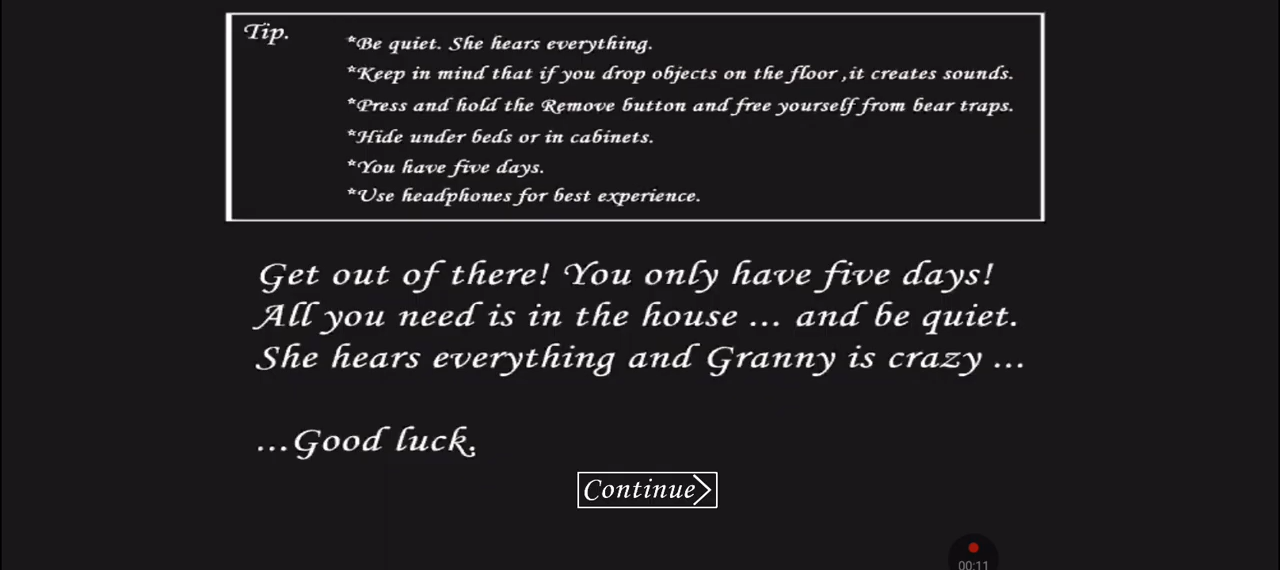 Tip.
*Be quiet. She hears everything.
*Keep in mind that if you drop objects on the floor ,it creates sounds.
*Press and hold the Remove button and free yourself from bear traps.
*Hide under beds or in cabinets.
*You have five days.
*Use headphones for best experience.
Get out of there! You only have five days!
All you need is in the house ... and be quiet.
She hears everything and Granny is crazy ...
...Good luck.
Continue>
00:11